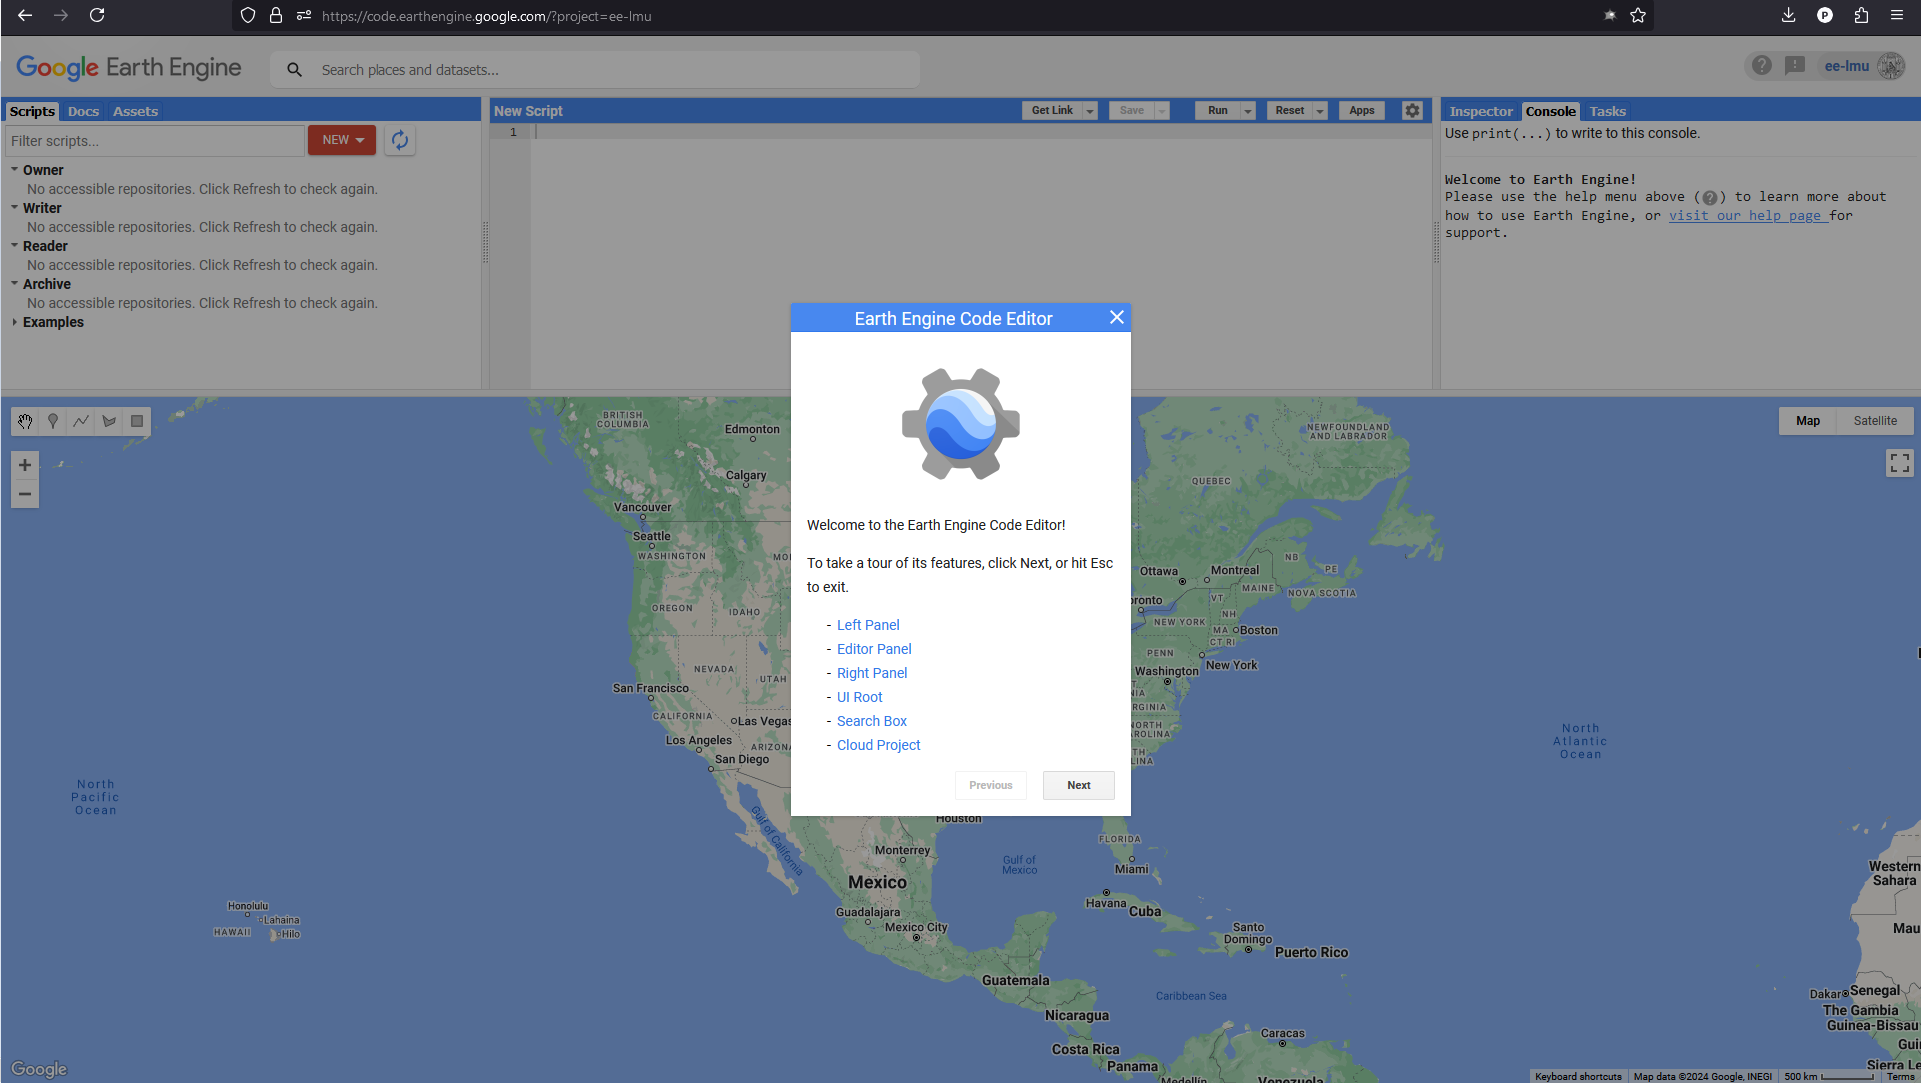 https://code.earthengine.google.com/?project=ee-lmu
P
Google Earth Engine
Search places and datasets...
ee-lmu
Scripts Docs Assets
New Script
Get Link Save Run Reset Apps
Inspector Console Tasks
Filter scripts...
NEW
1
Use print(...) to write to this console.
Owner
No accessible repositories. Click Refresh to check again.
Writer
No accessible repositories. Click Refresh to check again.
Reader
No accessible repositories. Click Refresh to check again.
Archive
No accessible repositories. Click Refresh to check again.
Examples
Welcome to Earth Engine!
Please use the help menu above (?) to learn more about
how to use Earth Engine, or visit our help page for
support.
Earth Engine Code Editor
Welcome to the Earth Engine Code Editor!
To take a tour of its features, click Next, or hit Esc
to exit.
- Left Panel
- Editor Panel
- Right Panel
- UI Root
- Search Box
- Cloud Project
Previous Next
Map Satellite
BRITISH
COLUMBIA
Edmonton
Calgary
Vancouver
Seattle
WASHINGTON
MO
OREGON
IDAHO
NEVADA
UTAH
San Francisco
CALIFORNIA
Las Vegas
Los Angeles
ARIZONA
San Diego
NEWFOUNDLAND
AND LABRADOR
QUEBEC
NB
PE
Ottawa
Montreal
MAINE
NOVA SCOTIA
oronto
VT
NH
NEW YORK
MA
Boston
CT RI
PENN
New York
Washington
NIA
RGINIA
NORTH
CAROLINA
TH
LINA
North
Pacific
Ocean
North
Atlantic
Ocean
Gulf of California
Houston
FLORIDA
Monterrey
Gulf of
Mexico
Miami
Mexico
Havana
Cuba
Guadalajara
Mexico City
Santo
Domingo
Puerto Rico
Honolulu
Lahaina
HAWAII
Hilo
Guatemala
Caribbean Sea
Nicaragua
Caracas
Costa Rica
Panama
Medellín
Venezuela
Western
Sahara
Mau
Dakar
Senegal
The Gambia
Guinea-Bissau
Gui
Sierra Le
Google
Keyboard shortcuts Map data ©2024 Google, INEGI 500 km Terms